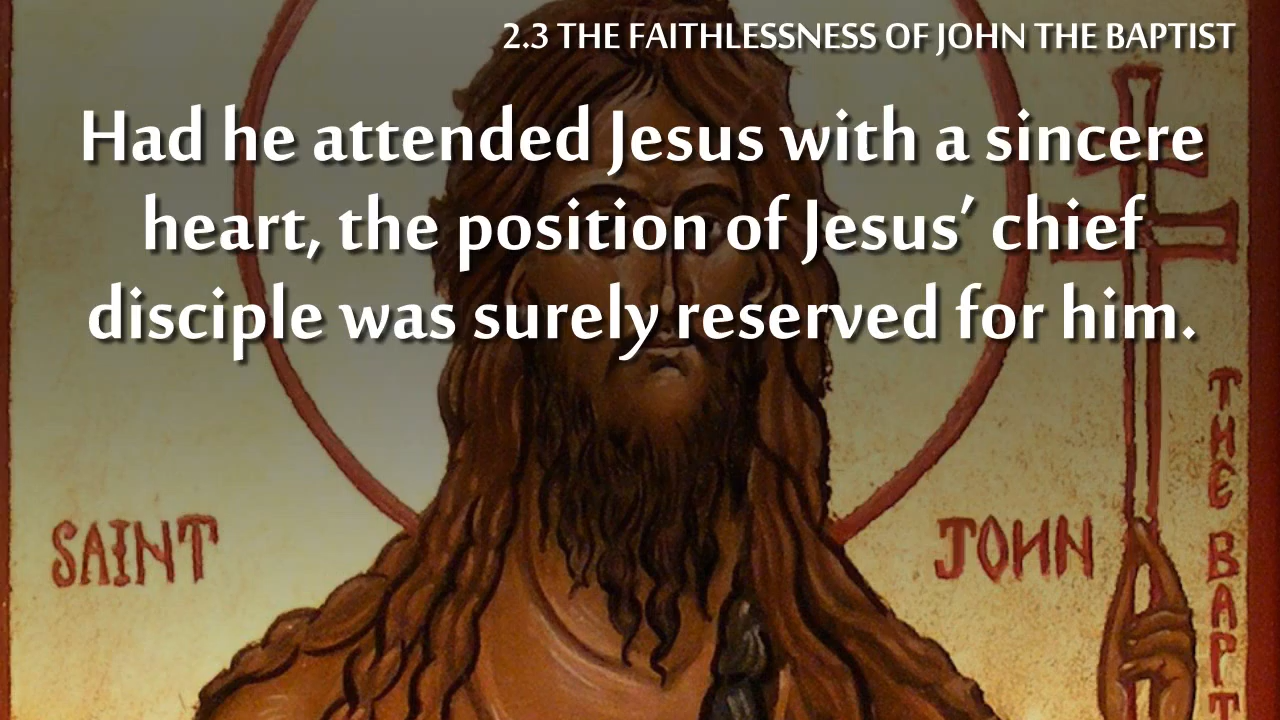 2.3 THE FAITHLESSNESS OF JOHN THE BAPTIST
Had he attended Jesus with a sincere
heart, the position of Jesus’ chief
disciple was surely reserved for him.
SAINT
JOHN
THE BAPT